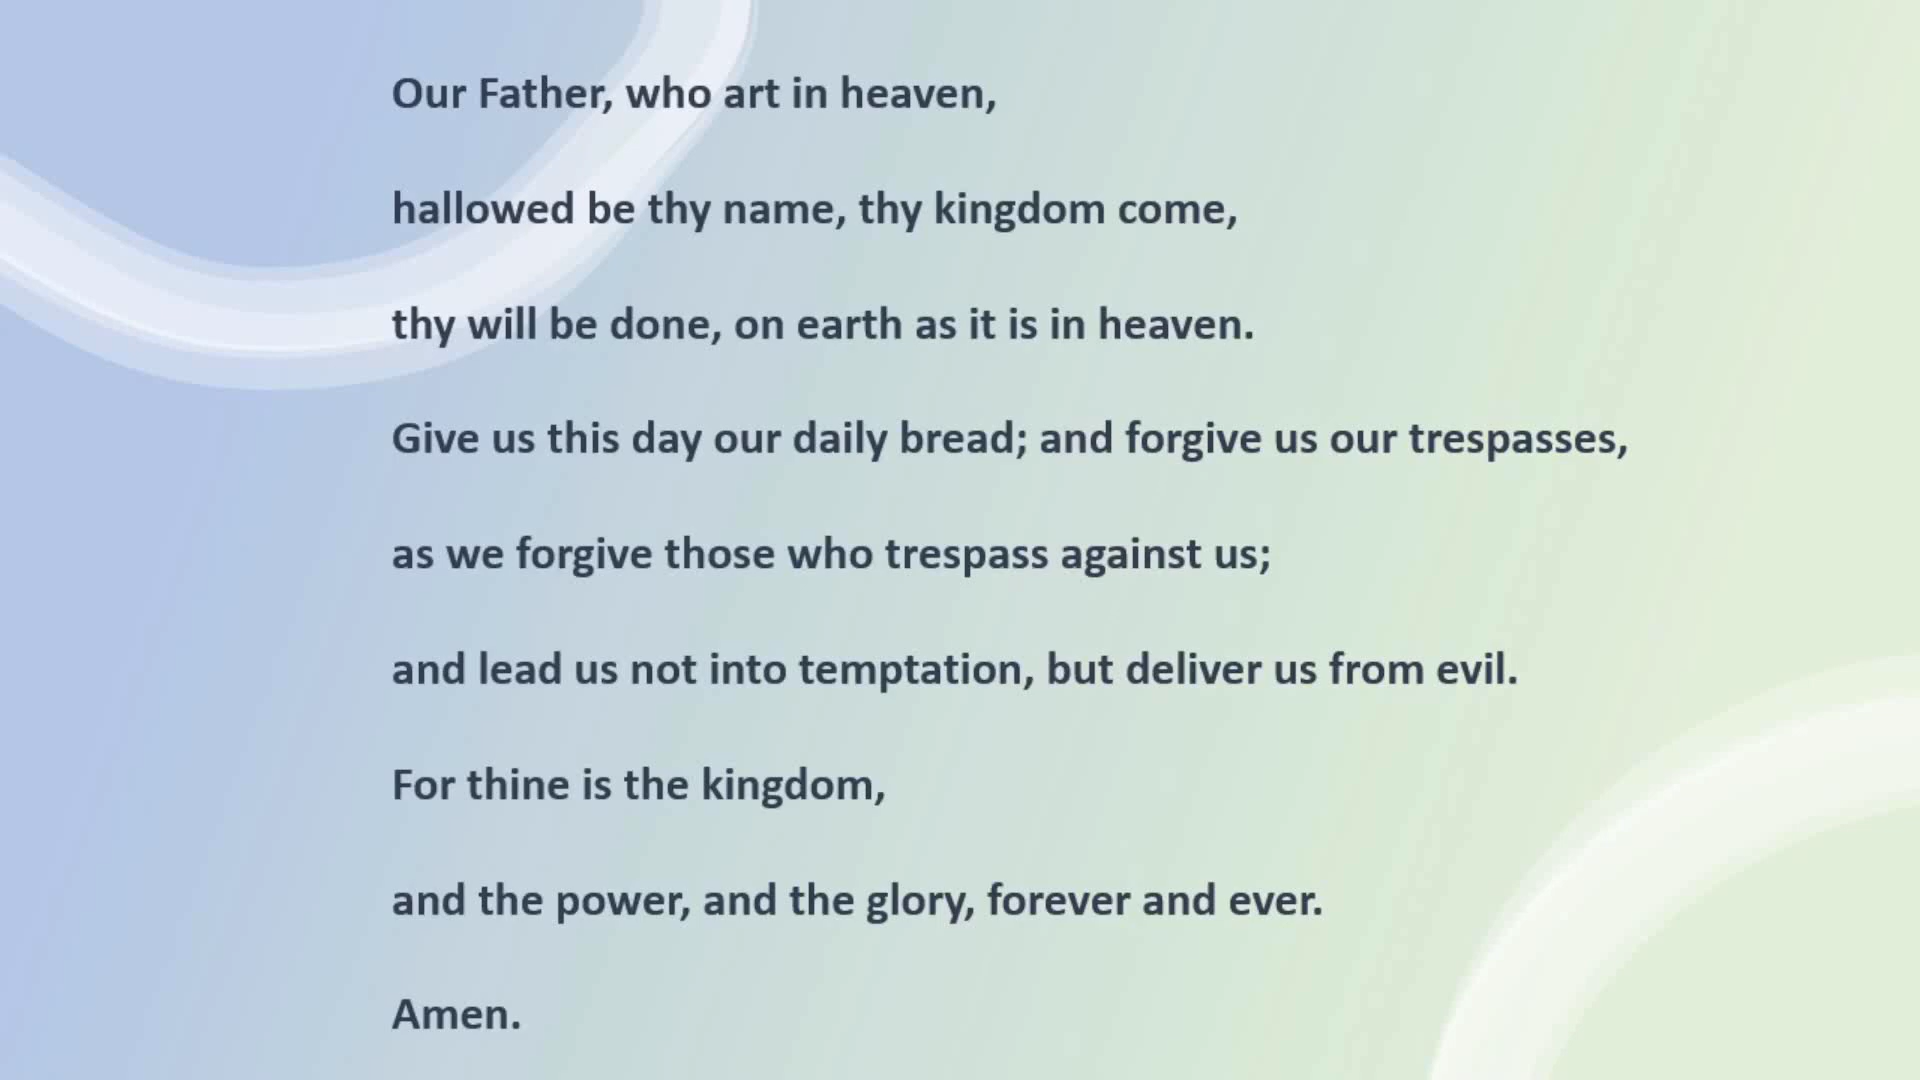 Our Father, who art in heaven,
hallowed be thy name, thy kingdom come,
thy will be done, on earth as it is in heaven.
Give us this day our daily bread; and forgive us our trespasses,
as we forgive those who trespass against us;
and lead us not into temptation, but deliver us from evil.
For thine is the kingdom,
and the power, and the glory, forever and ever.
Amen.